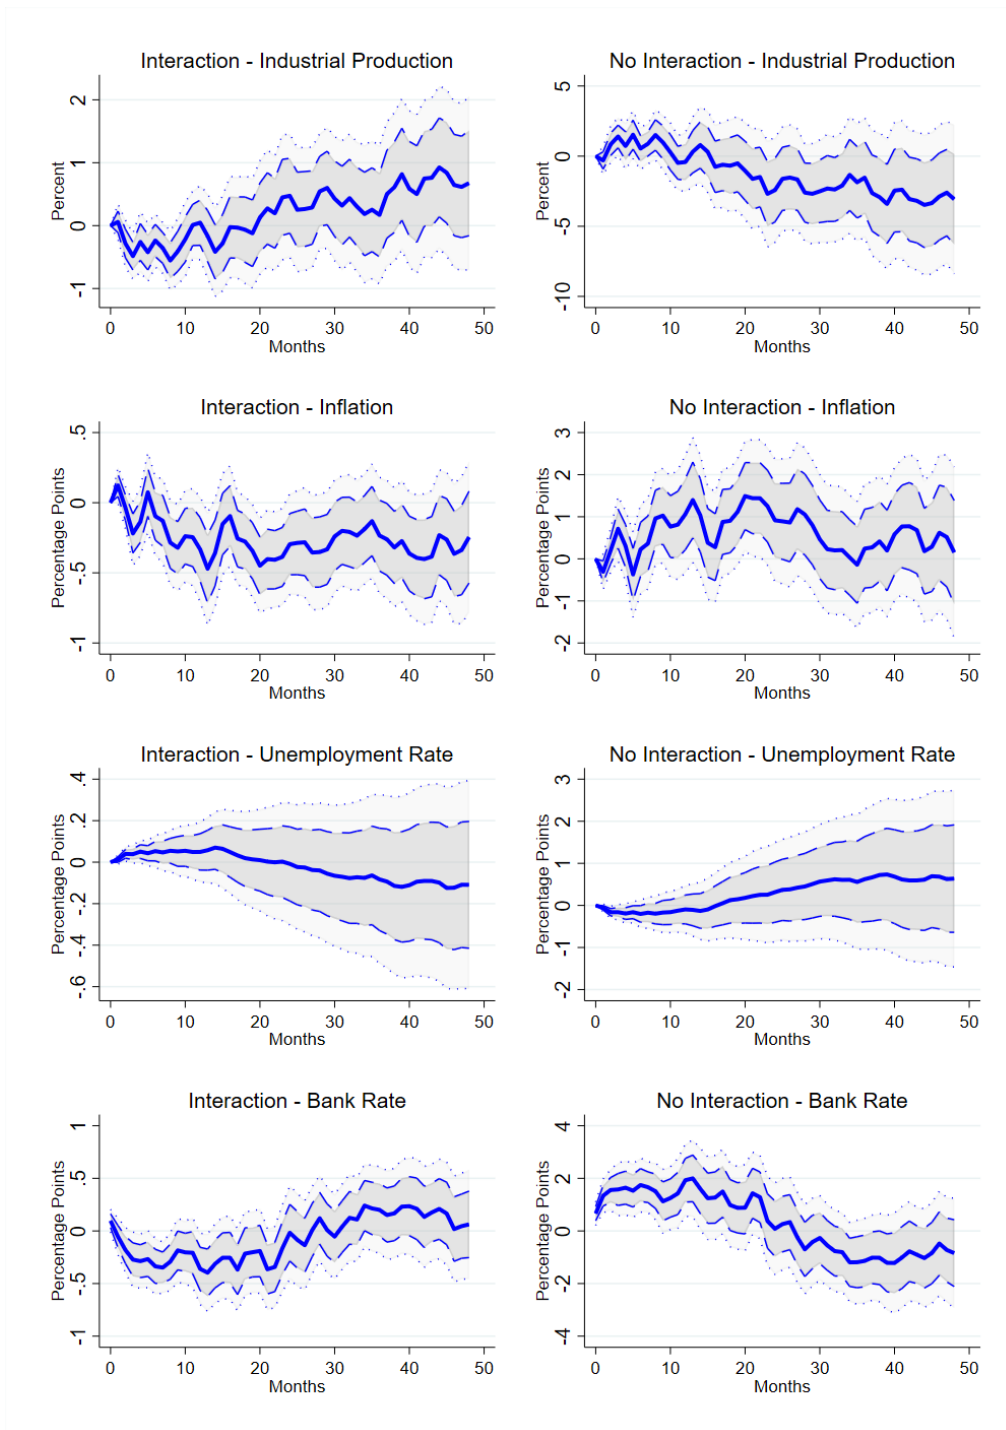 Interaction - Industrial Production
Percent
2
1
0
-1
0 10 20 30 40 50
Months
No Interaction - Industrial Production
Percent
5
0
-5
-10
0 10 20 30 40 50
Months
Interaction - Inflation
Percentage Points
.5
0
-.5
-1
0 10 20 30 40 50
Months
No Interaction - Inflation
Percentage Points
3
2
1
0
-1
-2
0 10 20 30 40 50
Months
Interaction - Unemployment Rate
Percentage Points
.4
.2
0
-.2
-.4
-.6
0 10 20 30 40 50
Months
No Interaction - Unemployment Rate
Percentage Points
3
2
1
0
-1
-2
0 10 20 30 40 50
Months
Interaction - Bank Rate
Percentage Points
1
.5
0
-.5
-1
0 10 20 30 40 50
Months
No Interaction - Bank Rate
Percentage Points
4
2
0
-2
-4
0 10 20 30 40 50
Months